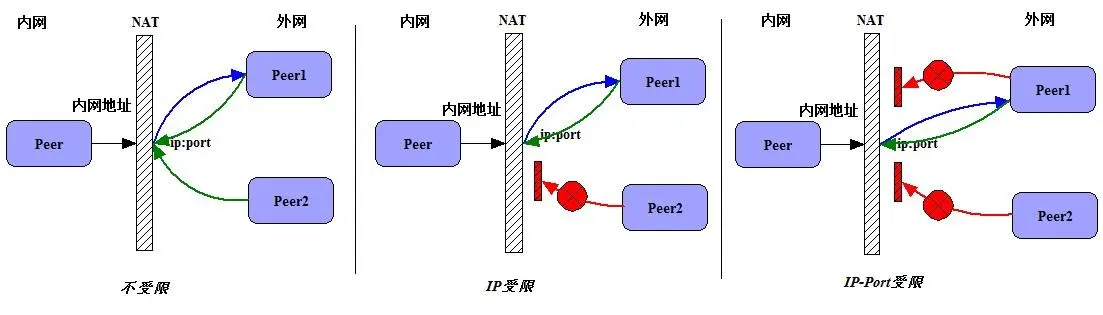 内网 NAT 外网
Peer1
内网地址
Peer
ip:port
Peer2
不受限
内网 NAT 外网
Peer1
内网地址
Peer
ip:port
Peer2
IP受限
内网 NAT 外网
Peer1
内网地址
Peer
ip:port
Peer2
IP-Port受限